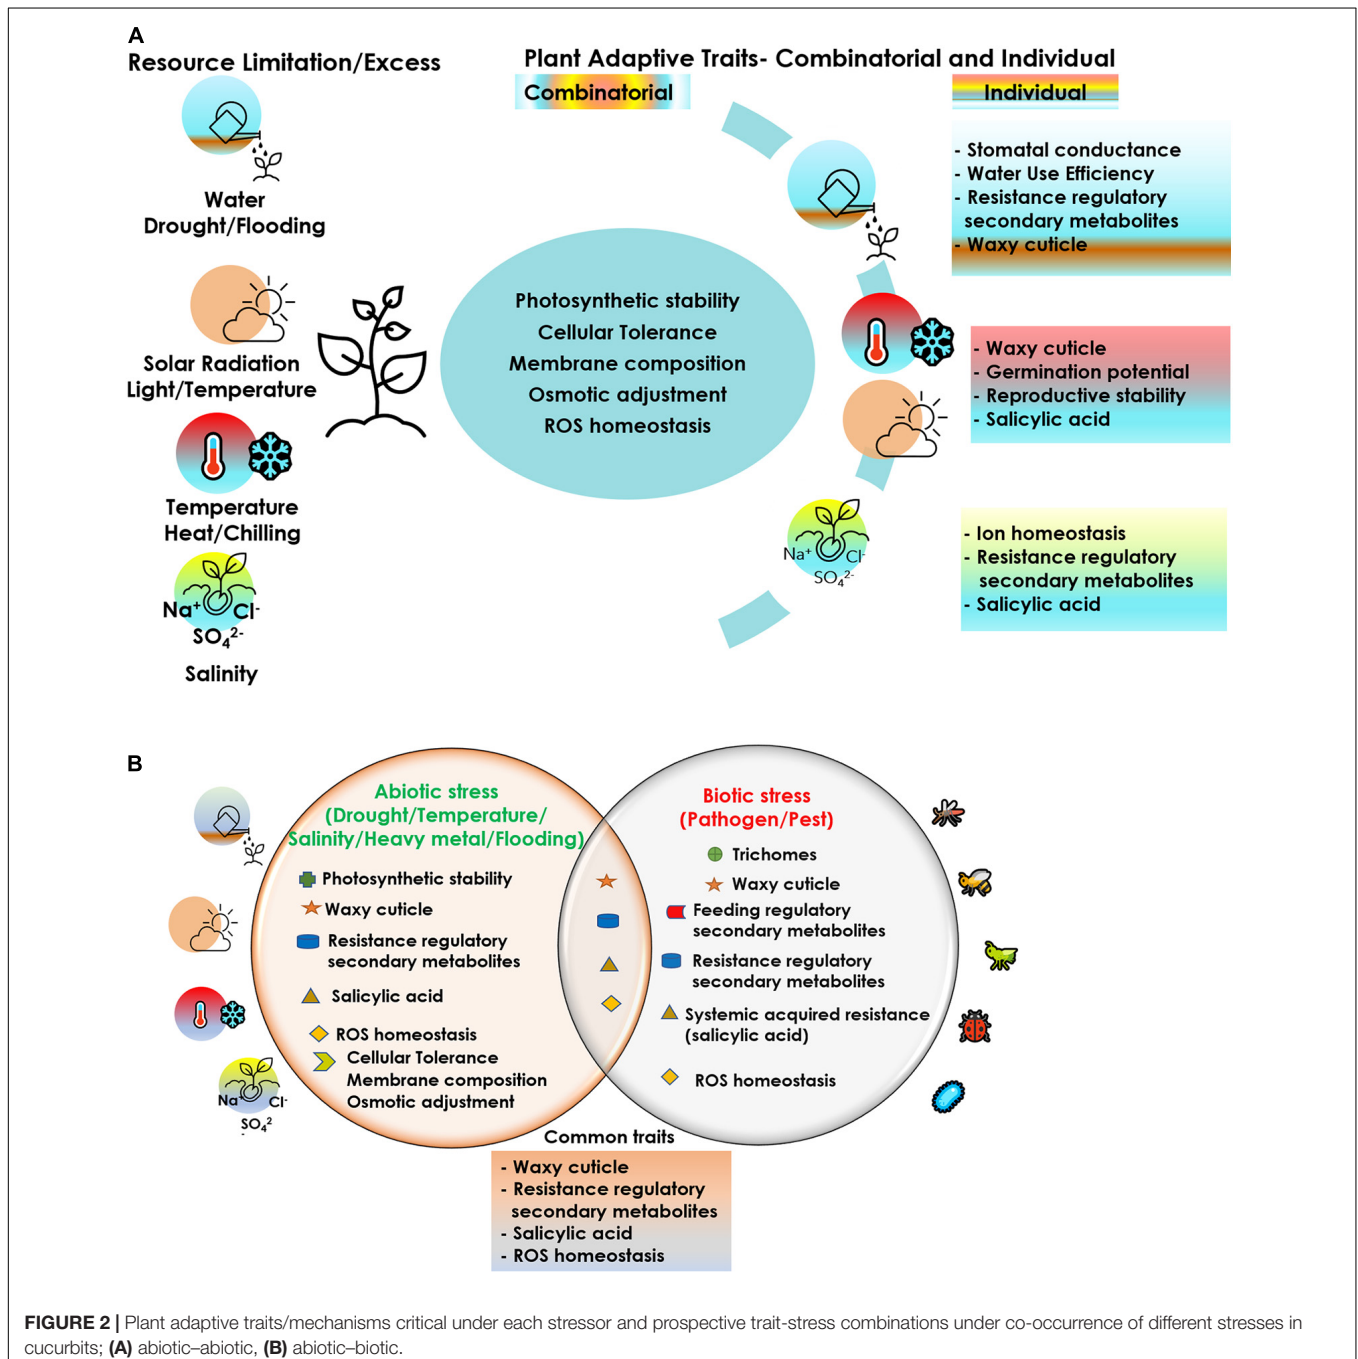 A
Resource Limitation/Excess
Water
Drought/Flooding
Solar Radiation
Light/Temperature
Temperature
Heat/Chilling
Na⁺ Cl⁻
SO₄²⁻
Salinity
Plant Adaptive Traits- Combinatorial and Individual
Combinatorial
Individual
Photosynthetic stability
Cellular Tolerance
Membrane composition
Osmotic adjustment
ROS homeostasis
Na⁺ Cl⁻
SO₄²⁻
- Stomatal conductance
- Water Use Efficiency
- Resistance regulatory
secondary metabolites
- Waxy cuticle
- Waxy cuticle
- Germination potential
- Reproductive stability
- Salicylic acid
- Ion homeostasis
- Resistance regulatory
secondary metabolites
- Salicylic acid
B
Na⁺ Cl⁻
SO₄²
-
Abiotic stress
(Drought/Temperature/
Salinity/Heavy metal/Flooding)
Photosynthetic stability
Waxy cuticle
Resistance regulatory
secondary metabolites
Salicylic acid
ROS homeostasis
Cellular Tolerance
Membrane composition
Osmotic adjustment
Biotic stress
(Pathogen/Pest)
Trichomes
Waxy cuticle
Feeding regulatory
secondary metabolites
Resistance regulatory
secondary metabolites
Systemic acquired resistance
(salicylic acid)
ROS homeostasis
Common traits
- Waxy cuticle
- Resistance regulatory
secondary metabolites
- Salicylic acid
- ROS homeostasis
FIGURE 2 | Plant adaptive traits/mechanisms critical under each stressor and prospective trait-stress combinations under co-occurrence of different stresses in
cucurbits; (A) abiotic–abiotic, (B) abiotic–biotic.